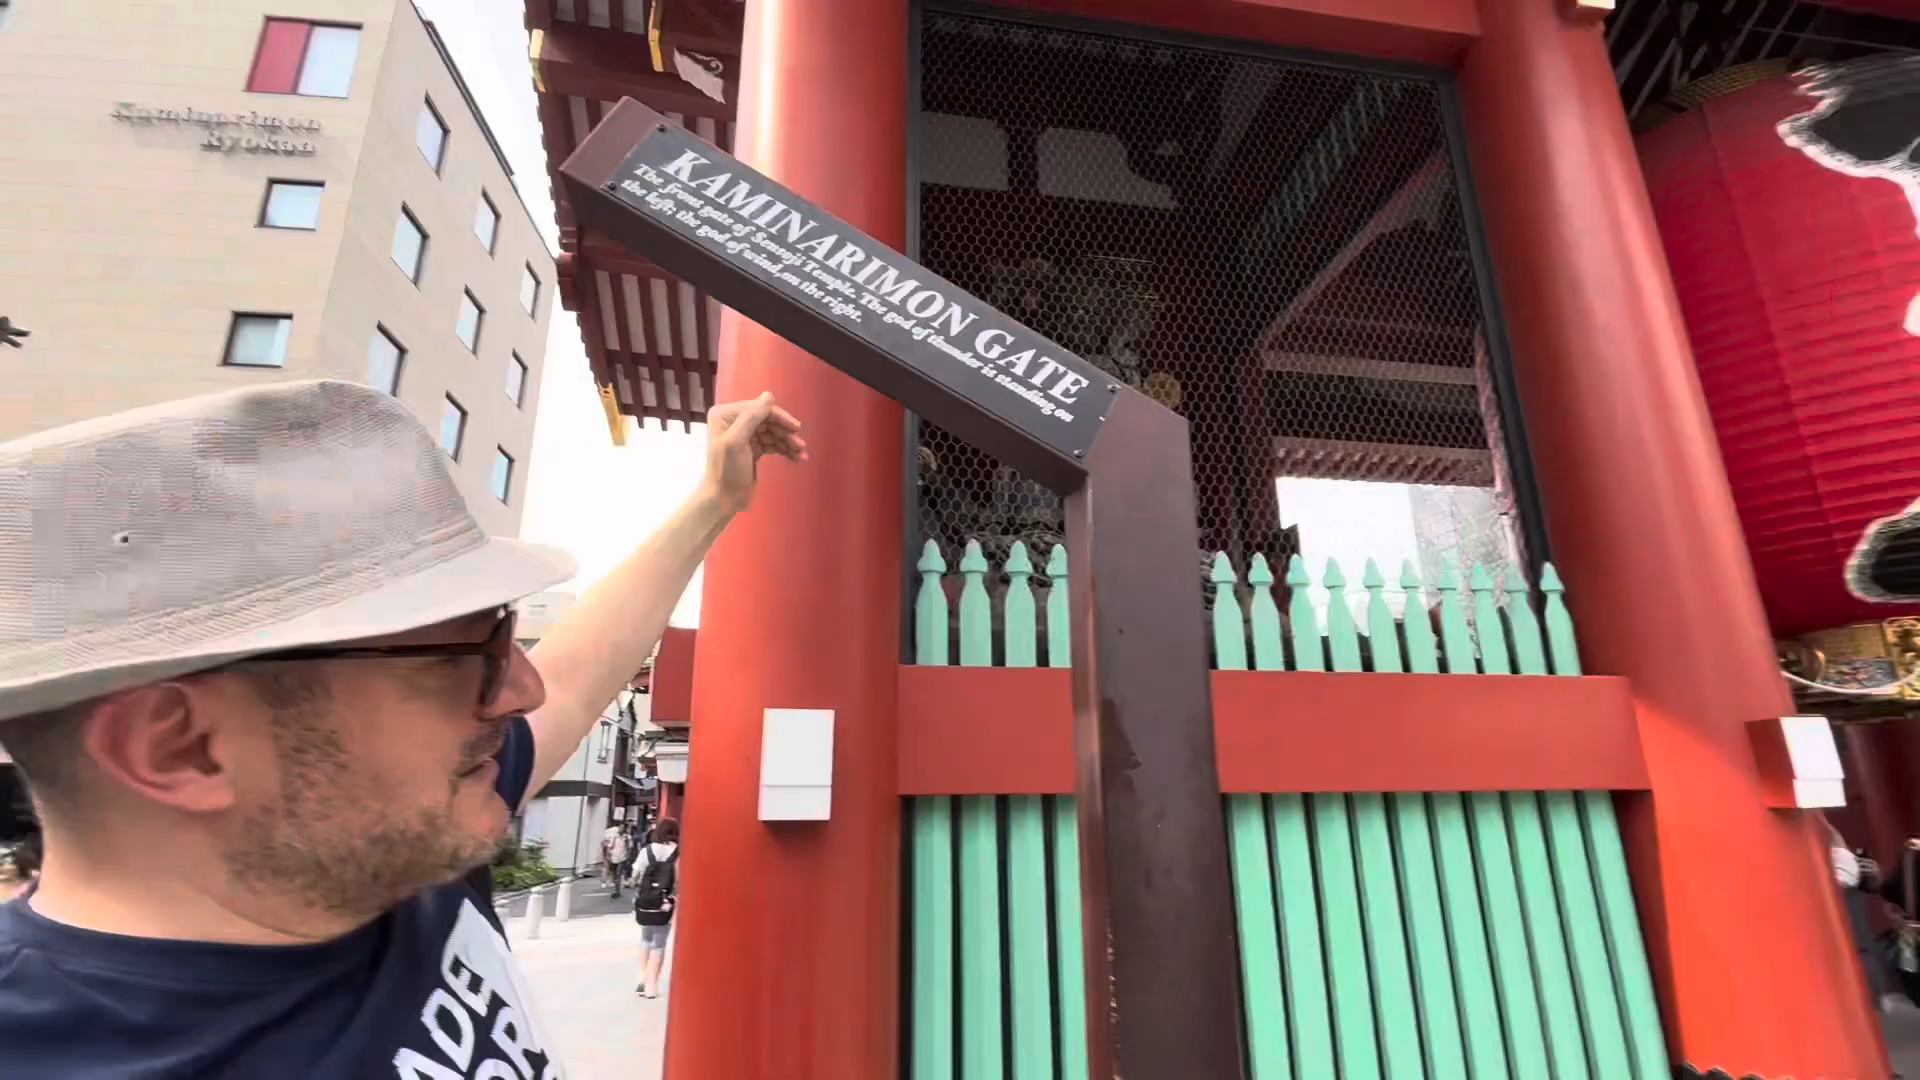 Kaminarimon
Ryokan
KAMINARIMON GATE
The front gate of Sensoji Temple. The god of thunder is standing on
the left; the god of wind, on the right.
ADE